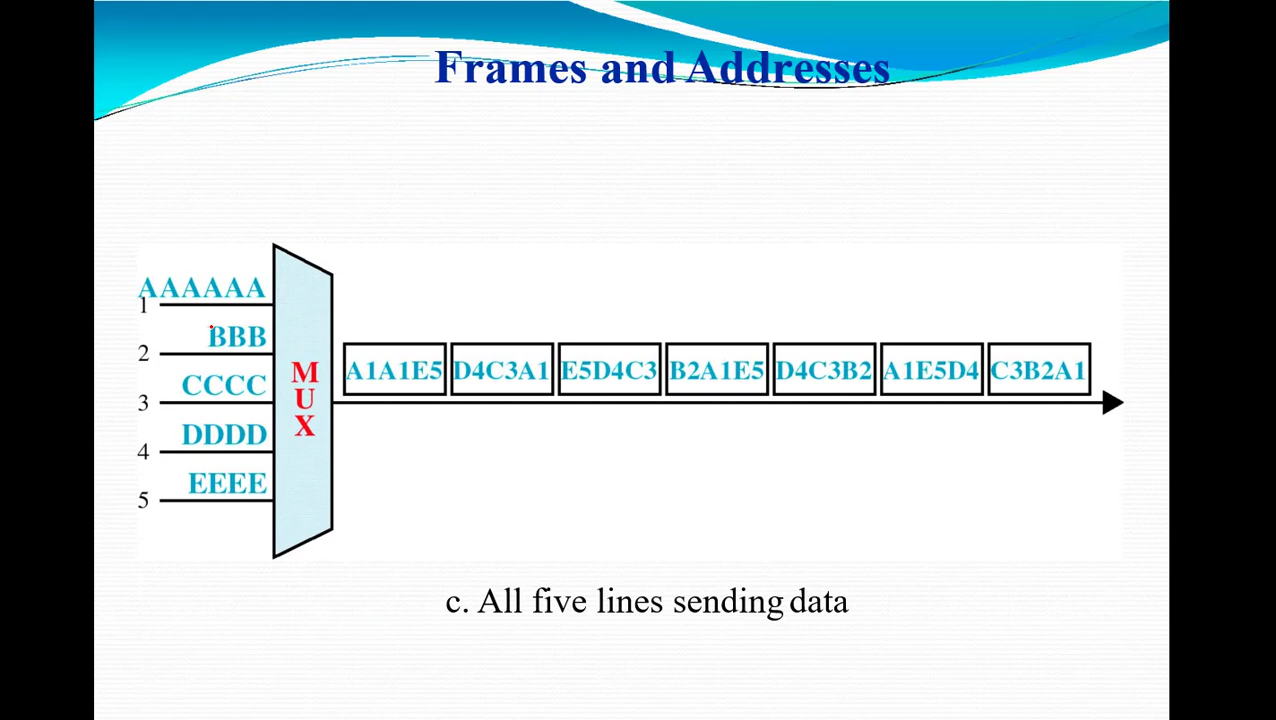 Frames and Addresses
AAAAAA
1
BBB
2
CCCC
3
DDDD
4
EEEE
5
M
U
X
A1A1E5 D4C3A1 E5D4C3 B2A1E5 D4C3B2 A1E5D4 C3B2A1
c. All five lines sending data